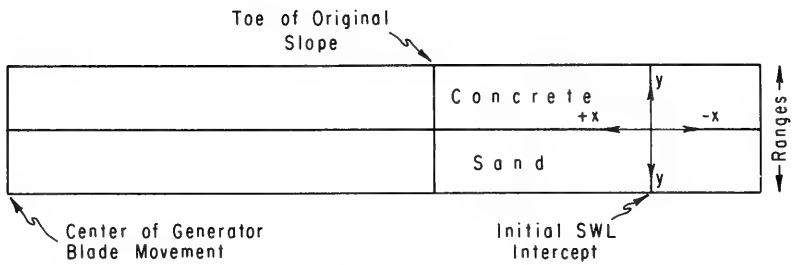 Toe of Original
Slope
Concrete
y
+x
-x
Ranges
Sand
y
Center of Generator
Blade Movement
Initial SWL
Intercept